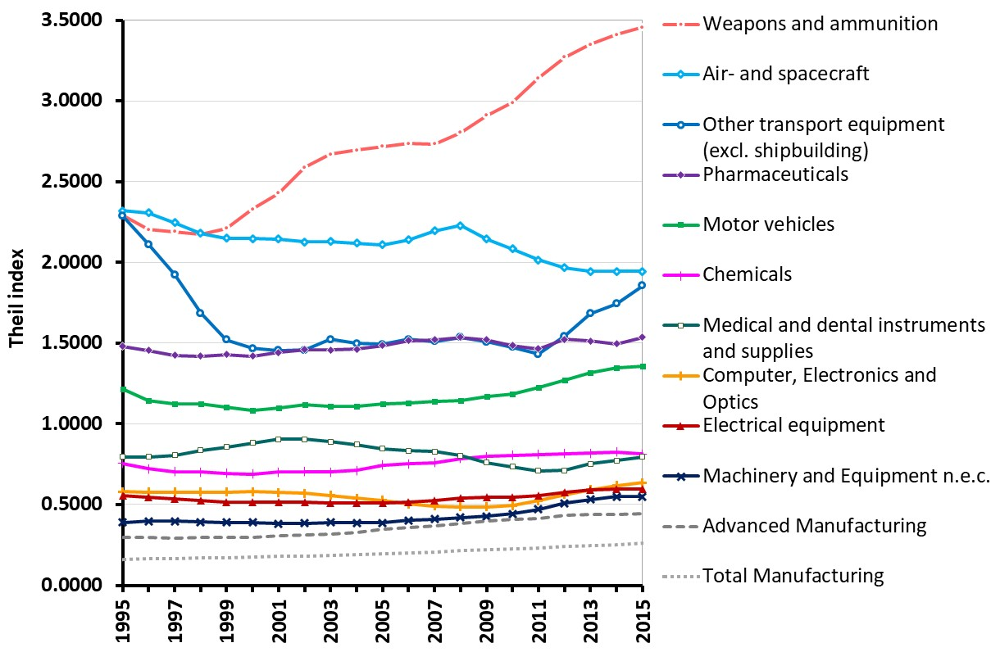 3.5000
3.0000
2.5000
2.0000
1.5000
1.0000
0.5000
0.0000
Theil index
1995
1997
1999
2001
2003
2005
2007
2009
2011
2013
2015
Weapons and ammunition
Air- and spacecraft
Other transport equipment
(excl. shipbuilding)
Pharmaceuticals
Motor vehicles
Chemicals
Medical and dental instruments
and supplies
Computer, Electronics and
Optics
Electrical equipment
Machinery and Equipment n.e.c.
Advanced Manufacturing
Total Manufacturing